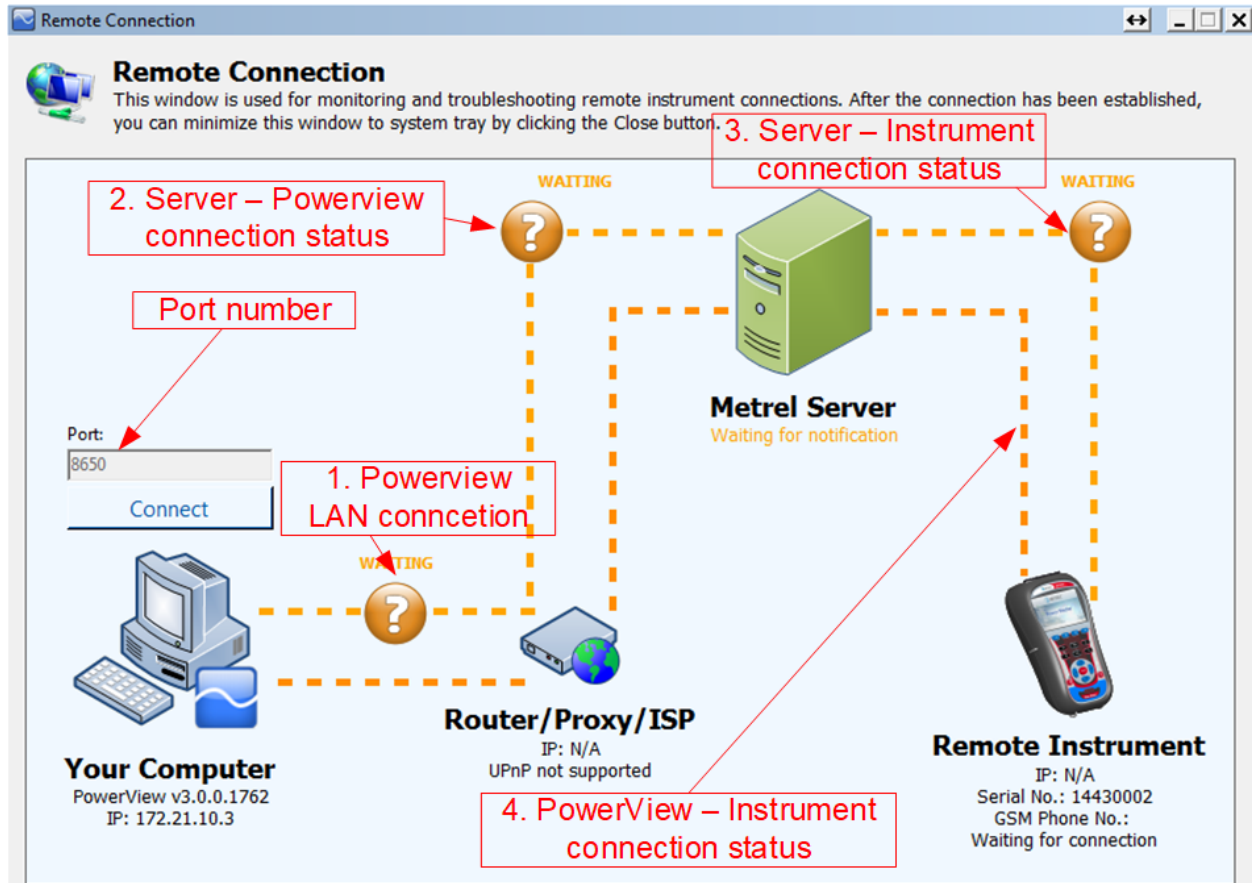 Remote Connection
Remote Connection
This window is used for monitoring and troubleshooting remote instrument connections. After the connection has been established,
you can minimize this window to system tray by clicking the Close button.
3. Server – Instrument
connection status
WAITING
WAITING
2. Server – Powerview
connection status
Port number
Metrel Server
Waiting for notification
Port:
8650
Connect
1. Powerview
LAN conncetion
WAITING
Router/Proxy/ISP
IP: N/A
UPnP not supported
Your Computer
PowerView v3.0.0.1762
IP: 172.21.10.3
Remote Instrument
IP: N/A
Serial No.: 14430002
GSM Phone No.:
Waiting for connection
4. PowerView – Instrument
connection status